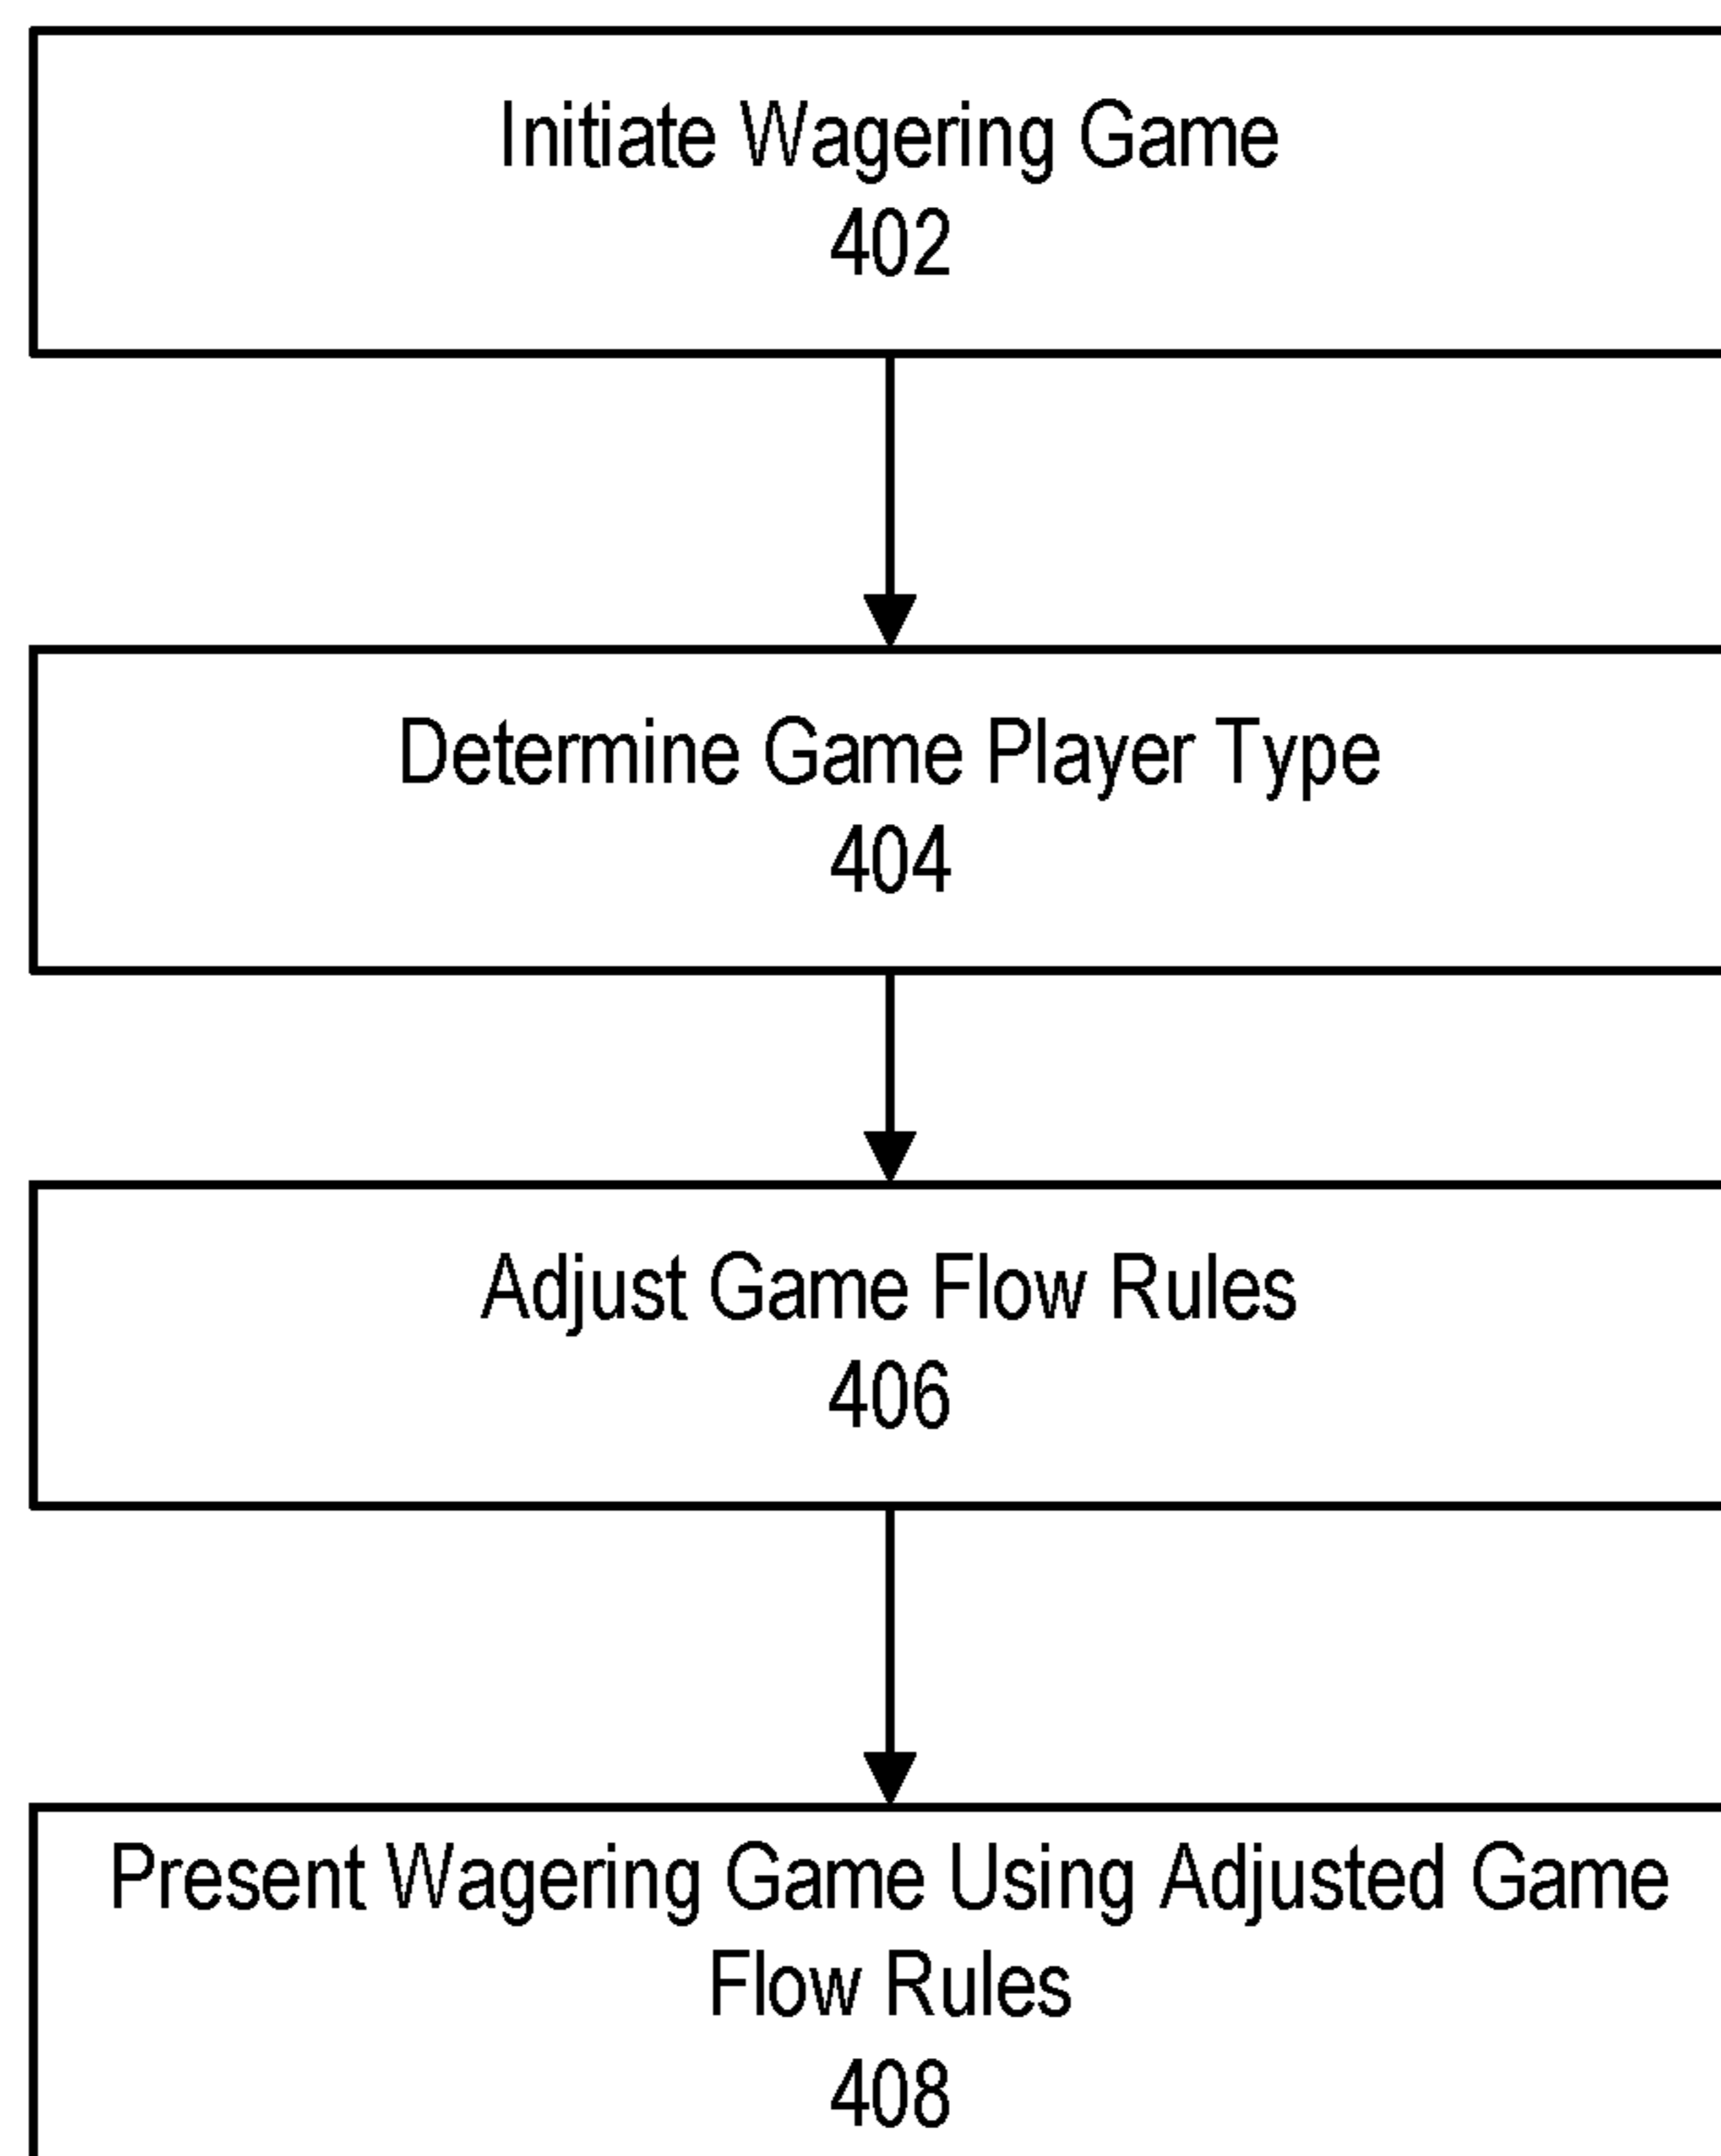 Initiate Wagering Game
402
Determine Game Player Type
404
Adjust Game Flow Rules
406
Present Wagering Game Using Adjusted Game
Flow Rules
408